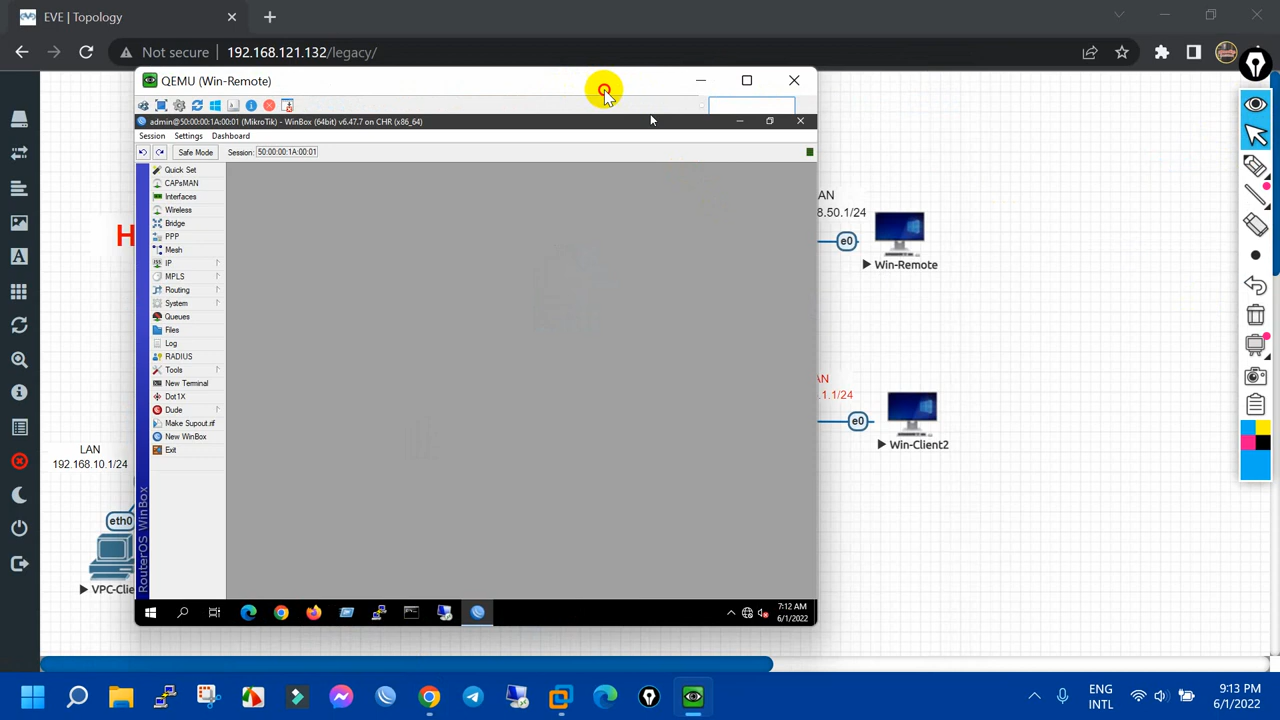 EVE | Topology
Not secure 192.168.121.132/legacy/
QEMU (Win-Remote)
admin@50:00:00:1A:00:01 (MikroTik) - WinBox (64bit) v6.47.7 on CHR (x86_64)
Session Settings Dashboard
Safe Mode Session: 50:00:00:1A:00:01
Quick Set
CAPsMAN
Interfaces
Wireless
Bridge
PPP
Mesh
IP
MPLS
Routing
System
Queues
Files
Log
RADIUS
Tools
New Terminal
Dot1X
Dude
Make Supout.rif
New WinBox
Exit
RouterOS WinBox
7:12 AM
6/1/2022
H
AN
8.50.1/24
e0
Win-Remote
AN
.1.1/24
e0
Win-Client2
LAN
192.168.10.1/24
eth0
VPC-Clie
ENG
INTL
9:13 PM
6/1/2022